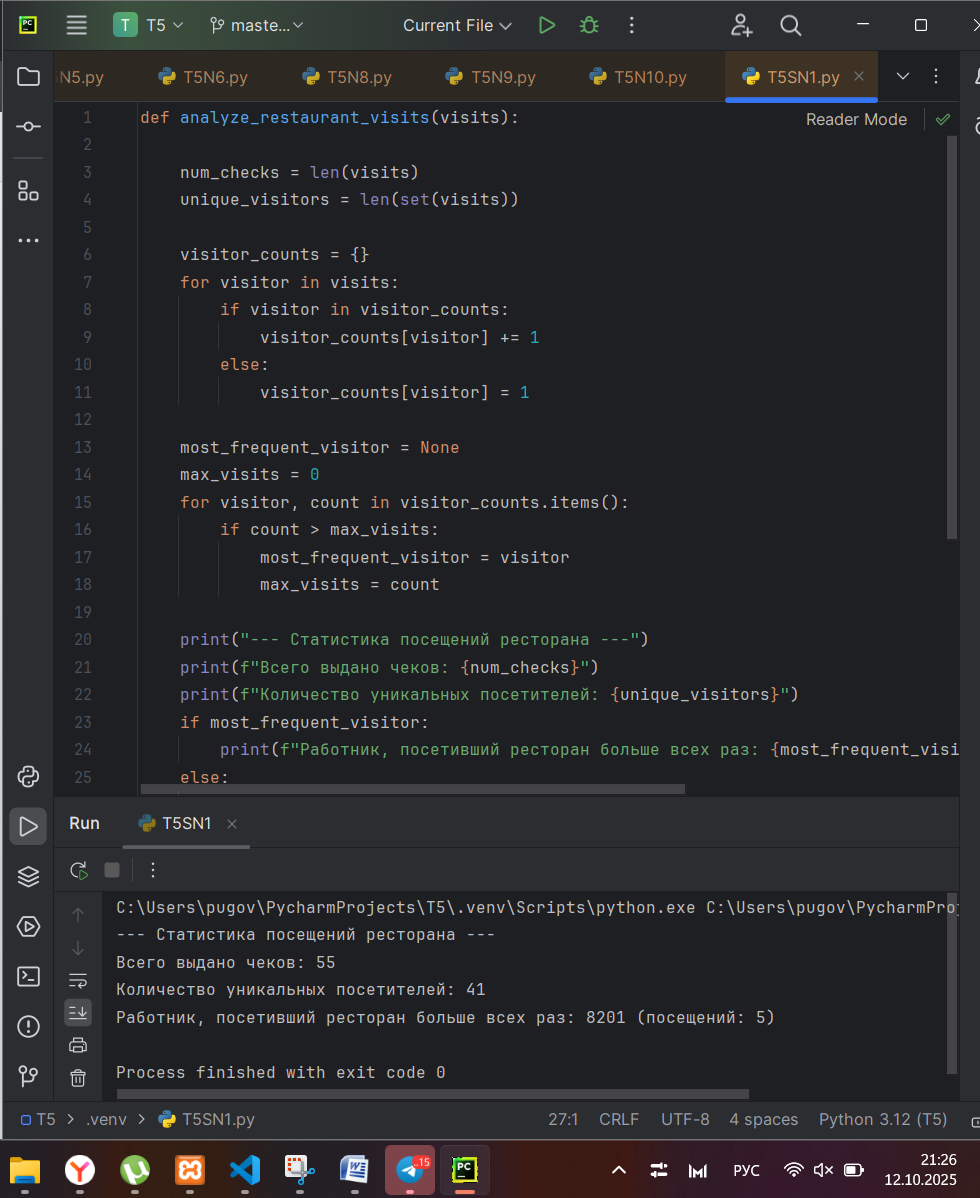 PC T T5 maste... Current File
N5.py T5N6.py T5N8.py T5N9.py T5N10.py T5SN1.py
Reader Mode
1 def analyze_restaurant_visits(visits):
2
3 num_checks = len(visits)
4 unique_visitors = len(set(visits))
5
6 visitor_counts = {}
7 for visitor in visits:
8 if visitor in visitor_counts:
9 visitor_counts[visitor] += 1
10 else:
11 visitor_counts[visitor] = 1
12
13 most_frequent_visitor = None
14 max_visits = 0
15 for visitor, count in visitor_counts.items():
16 if count > max_visits:
17 most_frequent_visitor = visitor
18 max_visits = count
19
20 print("--- Статистика посещений ресторана ---")
21 print(f"Всего выдано чеков: {num_checks}")
22 print(f"Количество уникальных посетителей: {unique_visitors}")
23 if most_frequent_visitor:
24 print(f"Работник, посетивший ресторан больше всех раз: {most_frequent_visi
25 else:
Run T5SN1
C:\Users\pugov\PycharmProjects\T5\.venv\Scripts\python.exe C:\Users\pugov\PycharmProj
--- Статистика посещений ресторана ---
Всего выдано чеков: 55
Количество уникальных посетителей: 41
Работник, посетивший ресторан больше всех раз: 8201 (посещений: 5)
Process finished with exit code 0
T5 > .venv > T5SN1.py 27:1 CRLF UTF-8 4 spaces Python 3.12 (T5)
15 PC РУС 21:26
12.10.2025